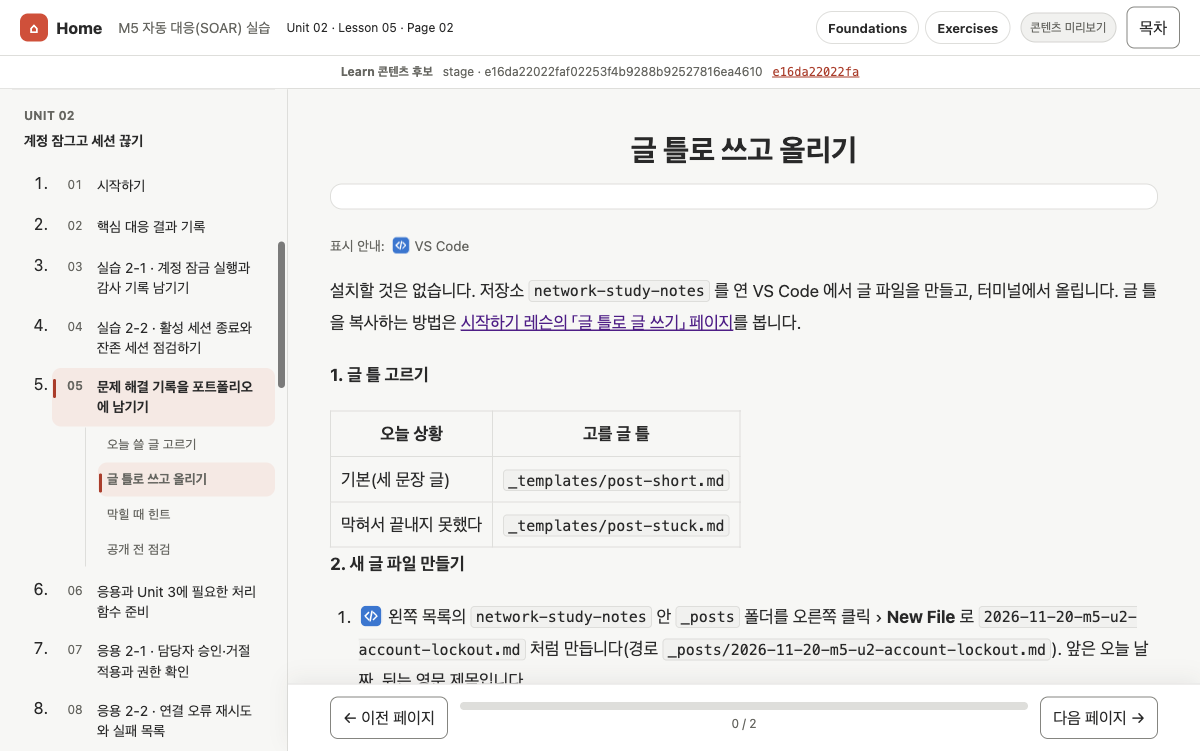 Home M5 자동 대응(SOAR) 실습 Unit 02 · Lesson 05 · Page 02 Foundations Exercises 콘텐츠 미리보기 목차
Learn 콘텐츠 후보 stage · e16da22022faf02253f4b9288b92527816ea4610 e16da22022fa
UNIT 02
계정 잠그고 세션 끊기
1. 01 시작하기
2. 02 핵심 대응 결과 기록
3. 03 실습 2-1 · 계정 잠금 실행과
감사 기록 남기기
4. 04 실습 2-2 · 활성 세션 종료와
잔존 세션 점검하기
5. 05 문제 해결 기록을 포트폴리오
에 남기기
오늘 쓸 글 고르기
글 틀로 쓰고 올리기
막힐 때 힌트
공개 전 점검
6. 06 응용과 Unit 3에 필요한 처리
함수 준비
7. 07 응용 2-1 · 담당자 승인·거절
적용과 권한 확인
8. 08 응용 2-2 · 연결 오류 재시도
와 실패 목록
글 틀로 쓰고 올리기
표시 안내: VS Code
설치할 것은 없습니다. 저장소 network-study-notes 를 연 VS Code 에서 글 파일을 만들고, 터미널에서 올립니다. 글 틀
을 복사하는 방법은 시작하기 레슨의 「글 틀로 글 쓰기」 페이지를 봅니다.
1. 글 틀 고르기
오늘 상황 고를 글 틀
기본(세 문장 글) _templates/post-short.md
막혀서 끝내지 못했다 _templates/post-stuck.md
2. 새 글 파일 만들기
1. 왼쪽 목록의 network-study-notes 안 _posts 폴더를 오른쪽 클릭 › New File 로 2026-11-20-m5-u2-
account-lockout.md 처럼 만듭니다(경로 _posts/2026-11-20-m5-u2-account-lockout.md). 앞은 오늘 날
짜, 뒤는 영문 제목입니다.
← 이전 페이지 0 / 2 다음 페이지 →